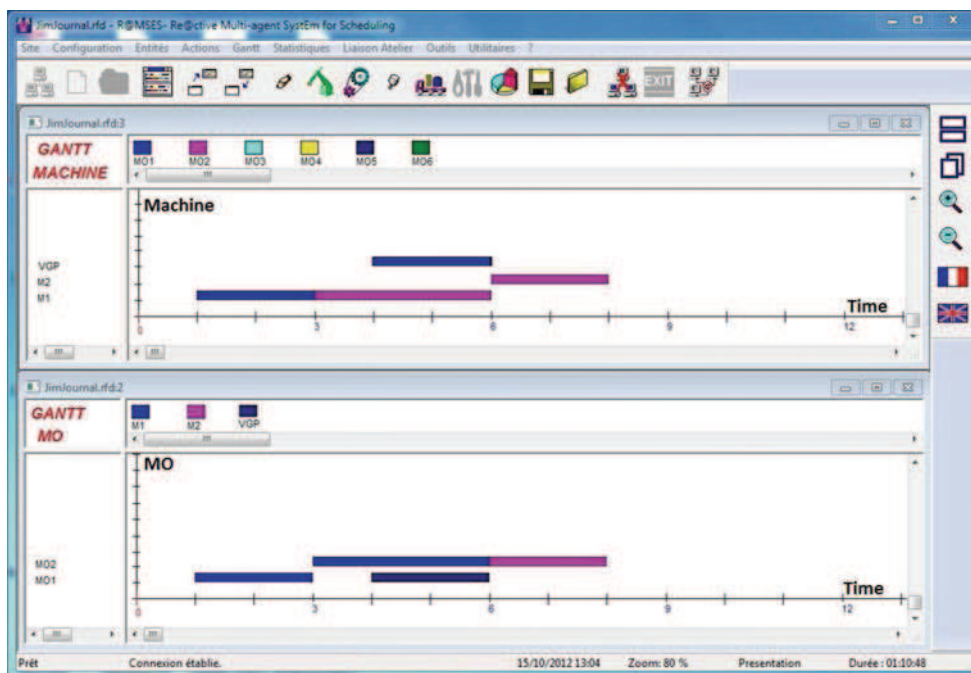 JimJournal.rfd - R@MSES- Re@ctive Multi-agent SystEm for Scheduling
Site Configuration Entités Actions Gantt Statistiques Liaison Atelier Outils Utilitaires ?
EXIT
JimJournal.rfd:3
GANTT
MACHINE
MO1 MO2 MO3 MO4 MO5 MO6
Machine
VGP
M2
M1
Time
0 3 6 9 12
JimJournal.rfd:2
GANTT
MO
M1 M2 VGP
MO
MO2
MO1
Time
0 3 6 9 12
Prêt Connexion établie. 15/10/2012 13:04 Zoom: 80 % Presentation Durée : 01:10:48